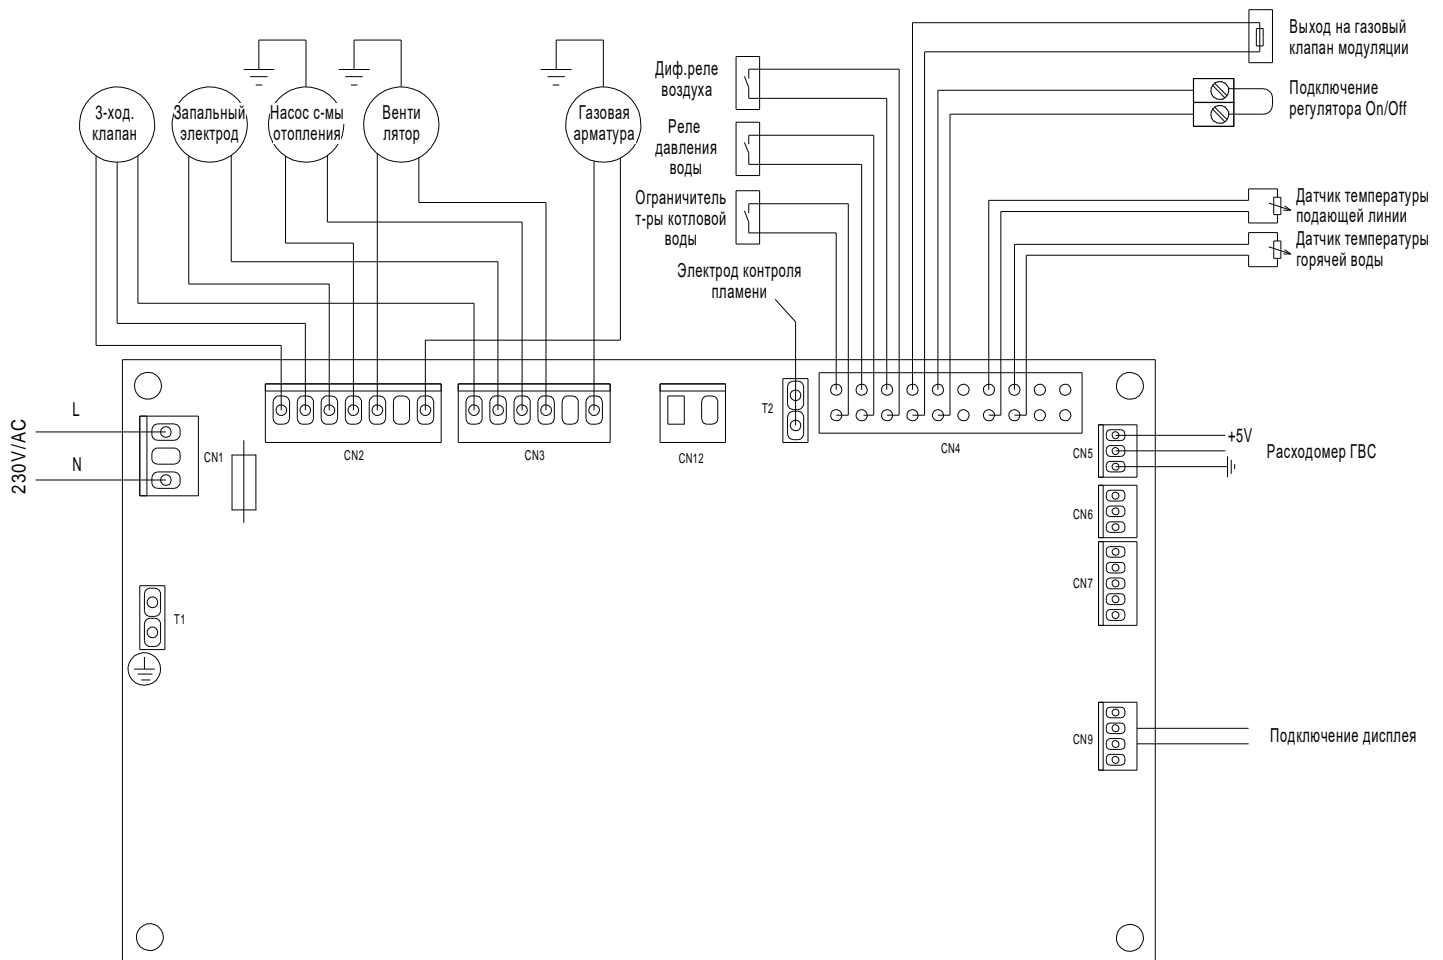 Выход на газовый
клапан модуляции
Диф.реле
воздуха
Подключение
регулятора On/Off
3-ход.
клапан
Запальный
электрод
Насос с-мы
отопления
Венти
лятор
Газовая
арматура
Реле
давления
воды
Ограничитель
т-ры котловой
воды
Датчик температуры
подающей линии
Датчик температуры
горячей воды
Электрод контроля
пламени
L
N
230V/AC
CN1
CN2
CN3
CN12
T2
CN4
CN5
+5V
Расходомер ГВС
CN6
CN7
T1
CN9
Подключение дисплея